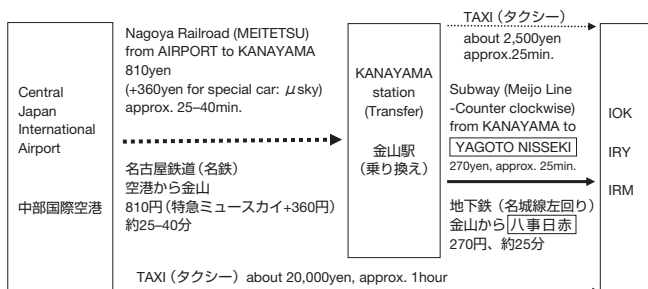 Central
Japan
International
Airport
中部国際空港
Nagoya Railroad (MEITETSU)
from AIRPORT to KANAYAMA
810yen
(+360yen for special car: μsky)
approx. 25–40min.
名古屋鉄道(名鉄)
空港から金山
810円(特急ミュースカイ+360円)
約25–40分
KANAYAMA
station
(Transfer)
金山駅
(乗り換え)
TAXI(タクシー)
about 2,500yen
approx.25min.
Subway (Meijo Line
-Counter clockwise)
from KANAYAMA to
YAGOTO NISSEKI
270yen, approx. 25min.
地下鉄(名城線左回り)
金山から八事日赤
270円、約25分
IOK
IRY
IRM
TAXI(タクシー) about 20,000yen, approx. 1hour